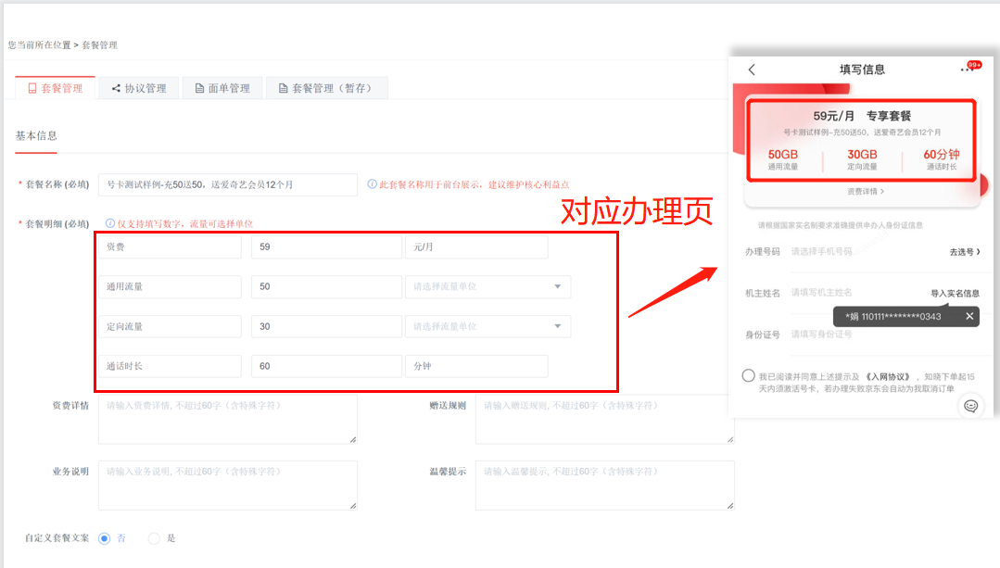 您当前所在位置 > 套餐管理
套餐管理
协议管理
面单管理
套餐管理（暂存）
基本信息
* 套餐名称 (必填)
号卡测试样例-充50送50，送爱奇艺会员12个月
此套餐名称用于前台展示，建议维护核心利益点
* 套餐明细 (必填)
仅支持填写数字，流量可选择单位
对应办理页
资费 59 元/月
通用流量 50 请选择流量单位
定向流量 30 请选择流量单位
通话时长 60 分钟
资费详情
请输入资费详情, 不超过60字（含特殊字符）
赠送规则
请输入赠送规则, 不超过60字（含特殊字符）
业务说明
请输入业务说明, 不超过60字（含特殊字符）
温馨提示
请输入温馨提示, 不超过60字（含特殊字符）
自定义套餐文案 否 是
填写信息
99+
59元/月 专享套餐
号卡测试样例-充50送50，送爱奇艺会员12个月
50GB 30GB 60分钟
通用流量 定向流量 通话时长
资费详情 >
请根据国家实名制要求准确提供申办人身份证信息
办理号码 请选择手机号码 去选号 >
机主姓名 请填写机主姓名 导入实名信息
*娟 110111********0343 ✕
身份证号 请填写身份证号
我已阅读并同意上述提示及 《入网协议》 ，知晓下单起15
天内须激活号卡，若办理失败京东会自动为我取消订单